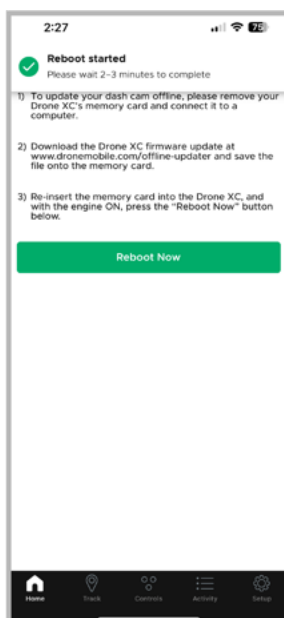 2:27
75
Reboot started
Please wait 2-3 minutes to complete
1) To update your dash cam offline, please remove your
Drone XC's memory card and connect it to a
computer.
2) Download the Drone XC firmware update at
www.dronemobile.com/offline-updater and save the
file onto the memory card.
3) Re-insert the memory card into the Drone XC, and
with the engine ON, press the "Reboot Now" button
below.
Reboot Now
Home Track Controls Activity Setup